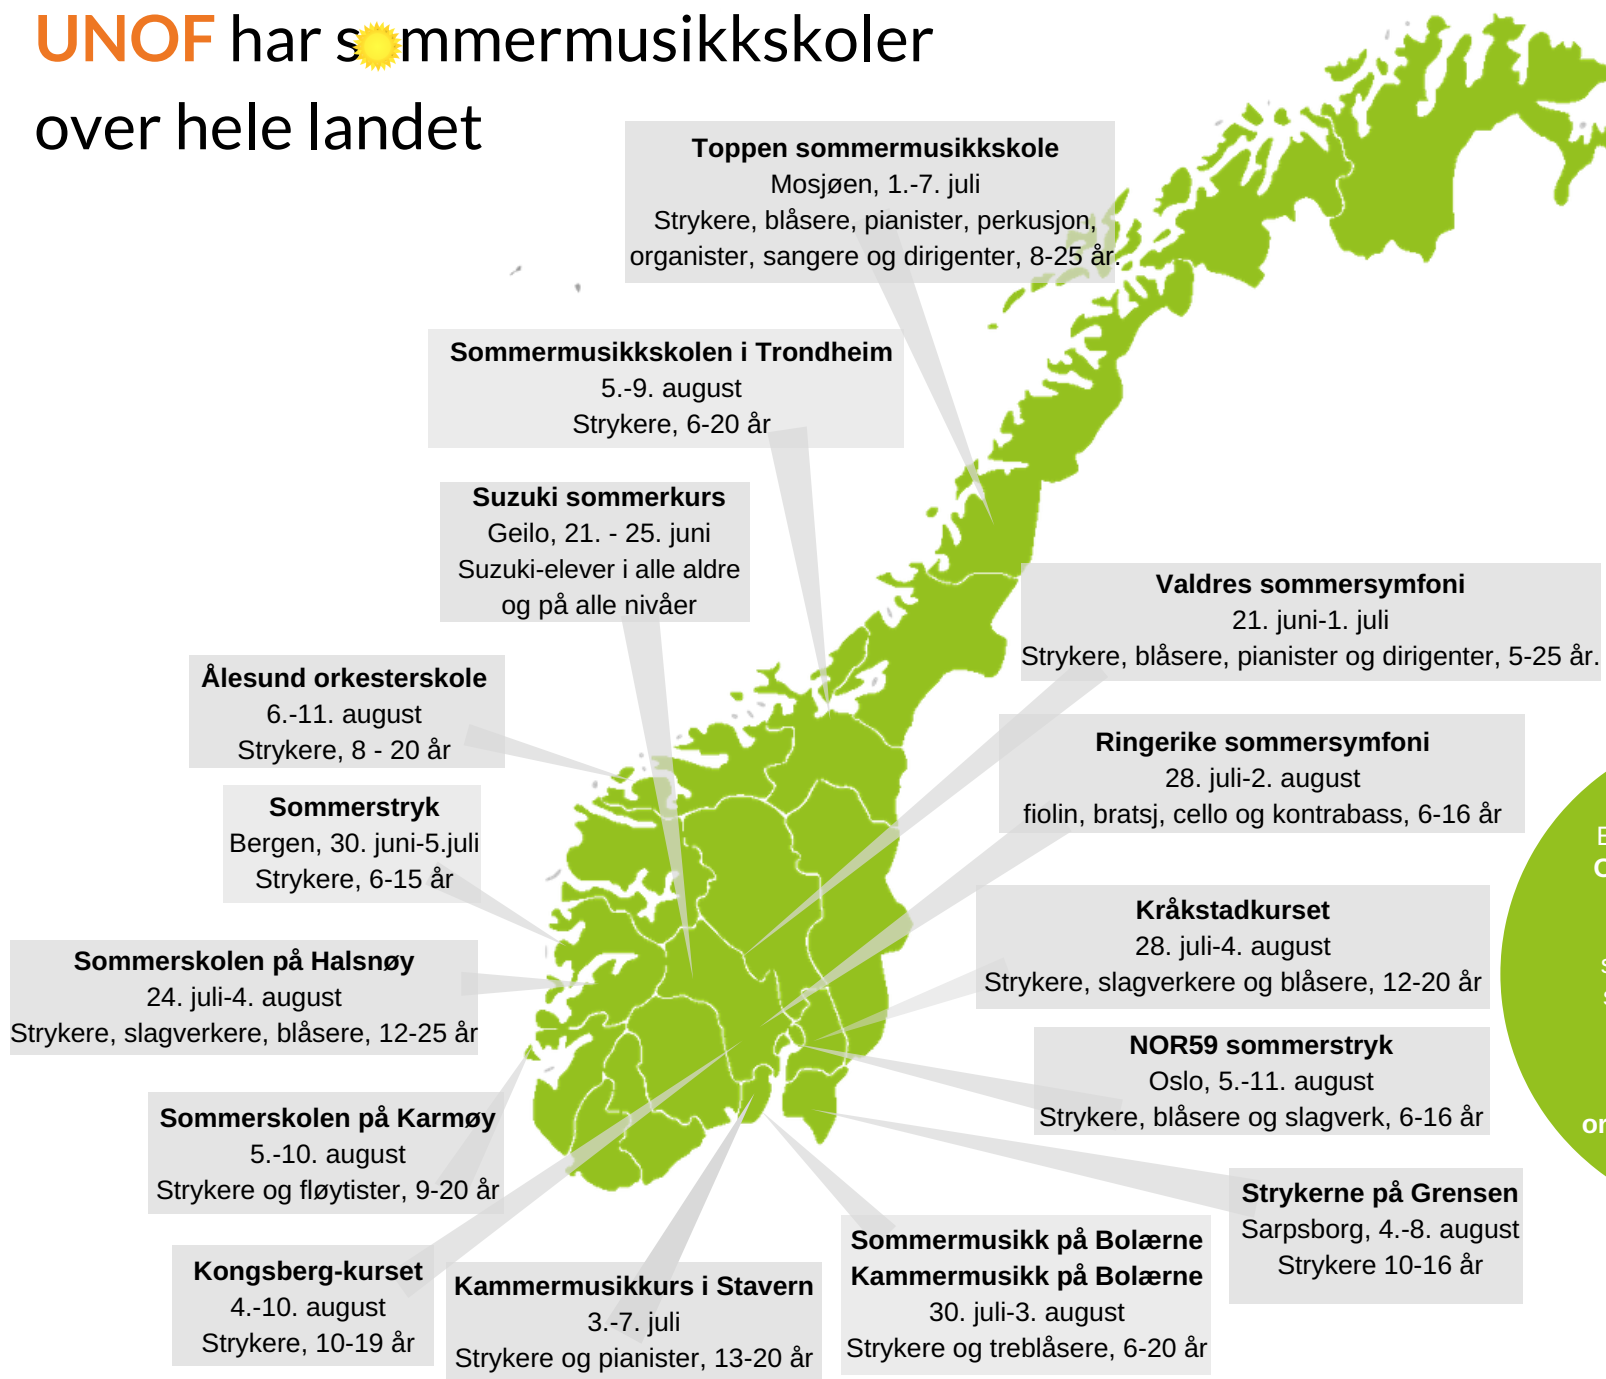 UNOF har sommermusikkskoler
over hele landet
Toppen sommermusikkskole
Mosjøen, 1.-7. juli
Strykere, blåsere, pianister, perkusjon,
organister, sangere og dirigenter, 8-25 år.
Sommermusikkskolen i Trondheim
5.-9. august
Strykere, 6-20 år
Suzuki sommerkurs
Geilo, 21. - 25. juni
Suzuki-elever i alle aldre
og på alle nivåer
Valdres sommersymfoni
21. juni-1. juli
Strykere, blåsere, pianister og dirigenter, 5-25 år.
Ålesund orkesterskole
6.-11. august
Strykere, 8 - 20 år
Ringerike sommersymfoni
28. juli-2. august
fiolin, bratsj, cello og kontrabass, 6-16 år
Sommerstryk
Bergen, 30. juni-5.juli
Strykere, 6-15 år
Kråkstadkurset
28. juli-4. august
Strykere, slagverkere og blåsere, 12-20 år
Sommerskolen på Halsnøy
24. juli-4. august
Strykere, slagverkere, blåsere, 12-25 år
NOR59 sommerstryk
Oslo, 5.-11. august
Strykere, blåsere og slagverk, 6-16 år
Sommerskolen på Karmøy
5.-10. august
Strykere og fløytister, 9-20 år
Strykerne på Grensen
Sarpsborg, 4.-8. august
Strykere 10-16 år
Kongsberg-kurset
4.-10. august
Strykere, 10-19 år
Kammermusikkurs i Stavern
3.-7. juli
Strykere og pianister, 13-20 år
Sommermusikk på Bolærne
Kammermusikk på Bolærne
30. juli-3. august
Strykere og treblåsere, 6-20 år